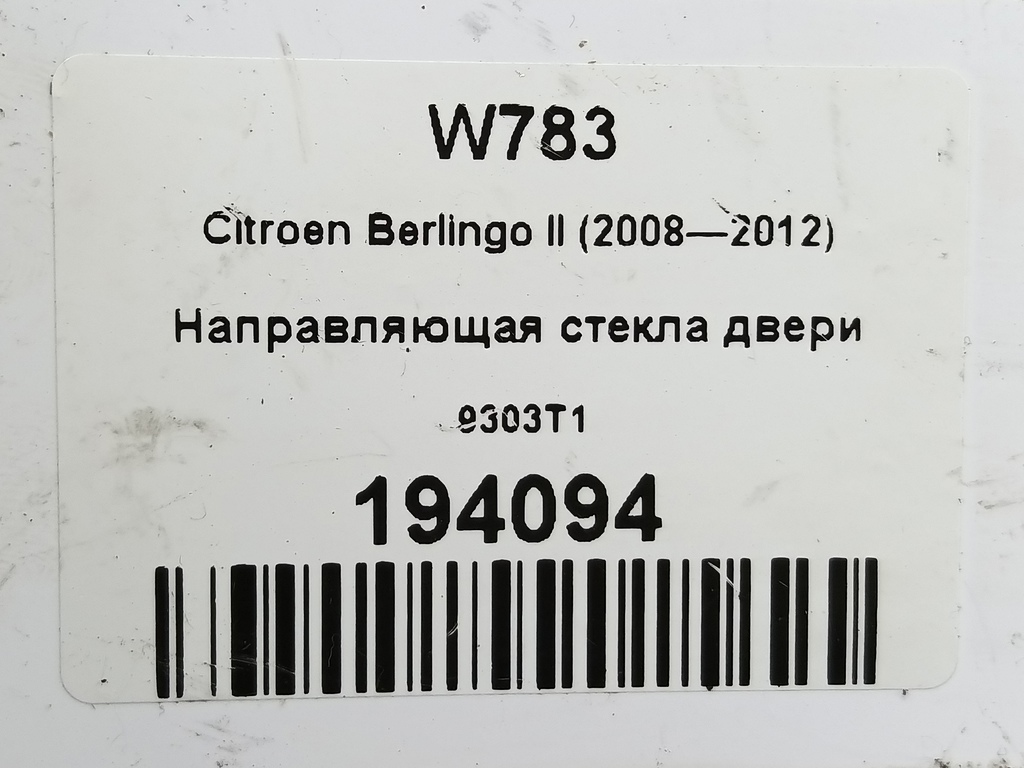 W783
Citroen Berlingo II (2008—2012)
Направляющая стекла двери
9303T1
194094